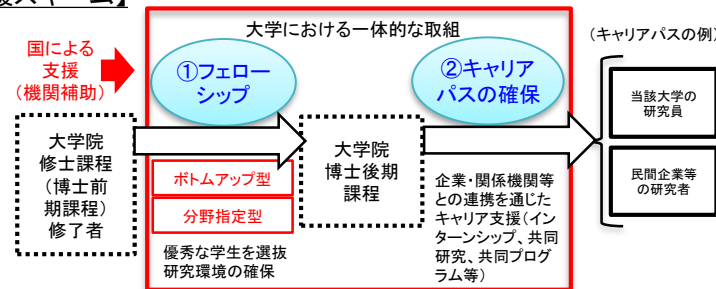 援スキーム】
大学における一体的な取組
国による
支援
(機関補助)
①フェロー
シップ
②キャリア
パスの確保
(キャリアパスの例)
大学院
修士課程
(博士前
期課程)
修了者
ボトムアップ型
分野指定型
優秀な学生を選抜
研究環境の確保
大学院
博士後期
課程
企業・関係機関等
との連携を通じた
キャリア支援(イン
ターンシップ、共同
研究、共同プログ
ラム等)
当該大学の
研究員
民間企業等
の研究者